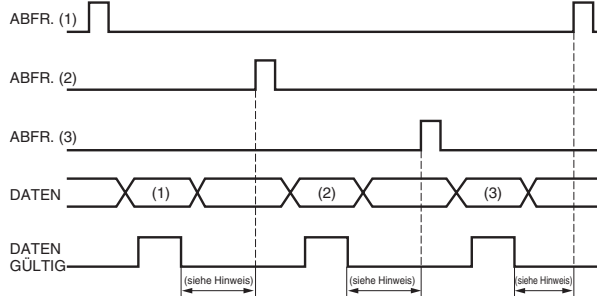 ABFR. (1)
ABFR. (2)
ABFR. (3)
DATEN
(1)
(2)
(3)
DATEN
GÜLTIG
(siehe Hinweis)
(siehe Hinweis)
(siehe Hinweis)